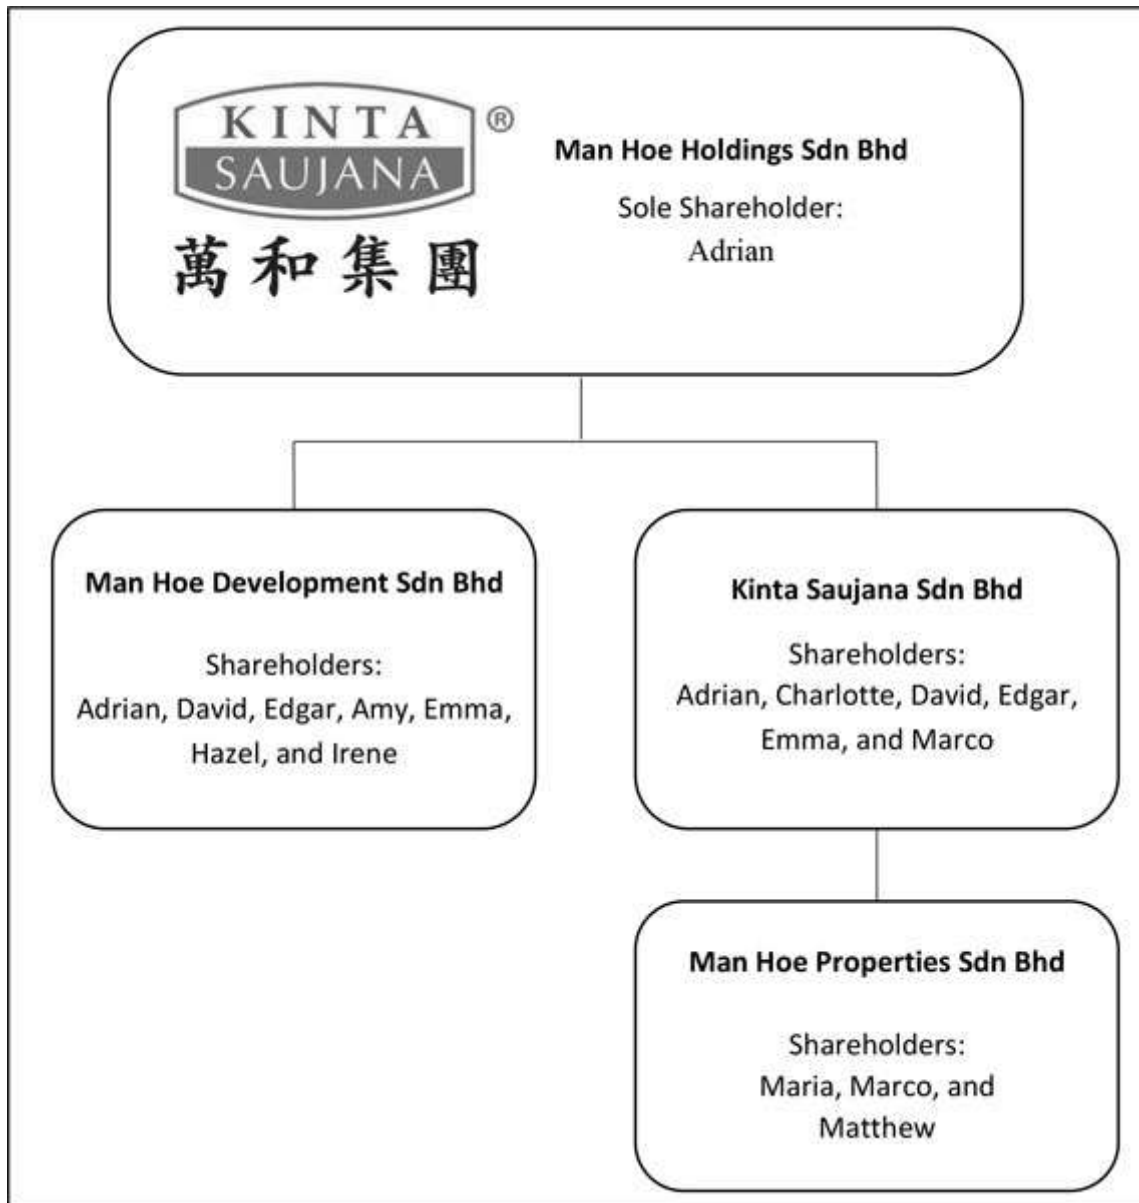 KINTA
SAUJANA
®
萬和集團
Man Hoe Holdings Sdn Bhd
Sole Shareholder:
Adrian
Man Hoe Development Sdn Bhd
Shareholders:
Adrian, David, Edgar, Amy, Emma,
Hazel, and Irene
Kinta Saujana Sdn Bhd
Shareholders:
Adrian, Charlotte, David, Edgar,
Emma, and Marco
Man Hoe Properties Sdn Bhd
Shareholders:
Maria, Marco, and
Matthew